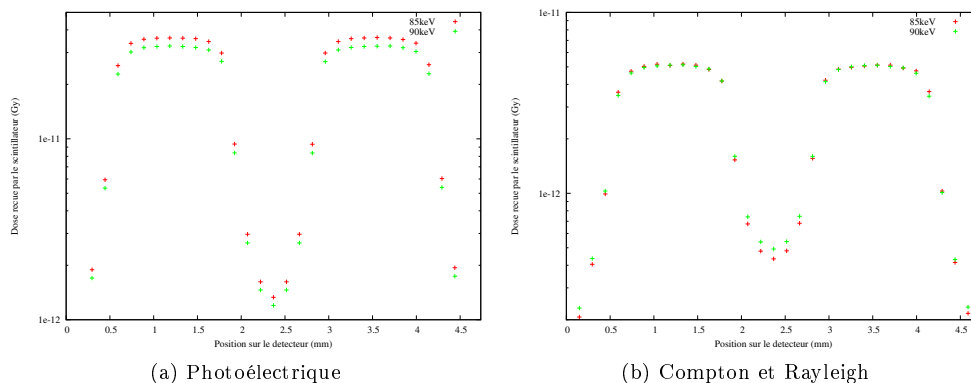 85keV
90keV
1e-11
1e-12
Dose recue par le scintillateur (Gy)
0 0.5 1 1.5 2 2.5 3 3.5 4 4.5
Position sur le detecteur (mm)
(a) Photoélectrique
1e-11
85keV
90keV
1e-12
Dose recue par le scintillateur (Gy)
0 0.5 1 1.5 2 2.5 3 3.5 4 4.5
Position sur le detecteur (mm)
(b) Compton et Rayleigh